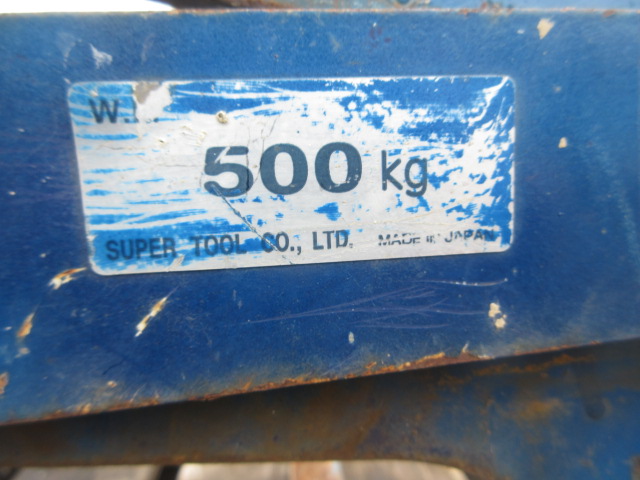 500 kg
SUPER TOOL CO., LTD. MADE IN JAPAN